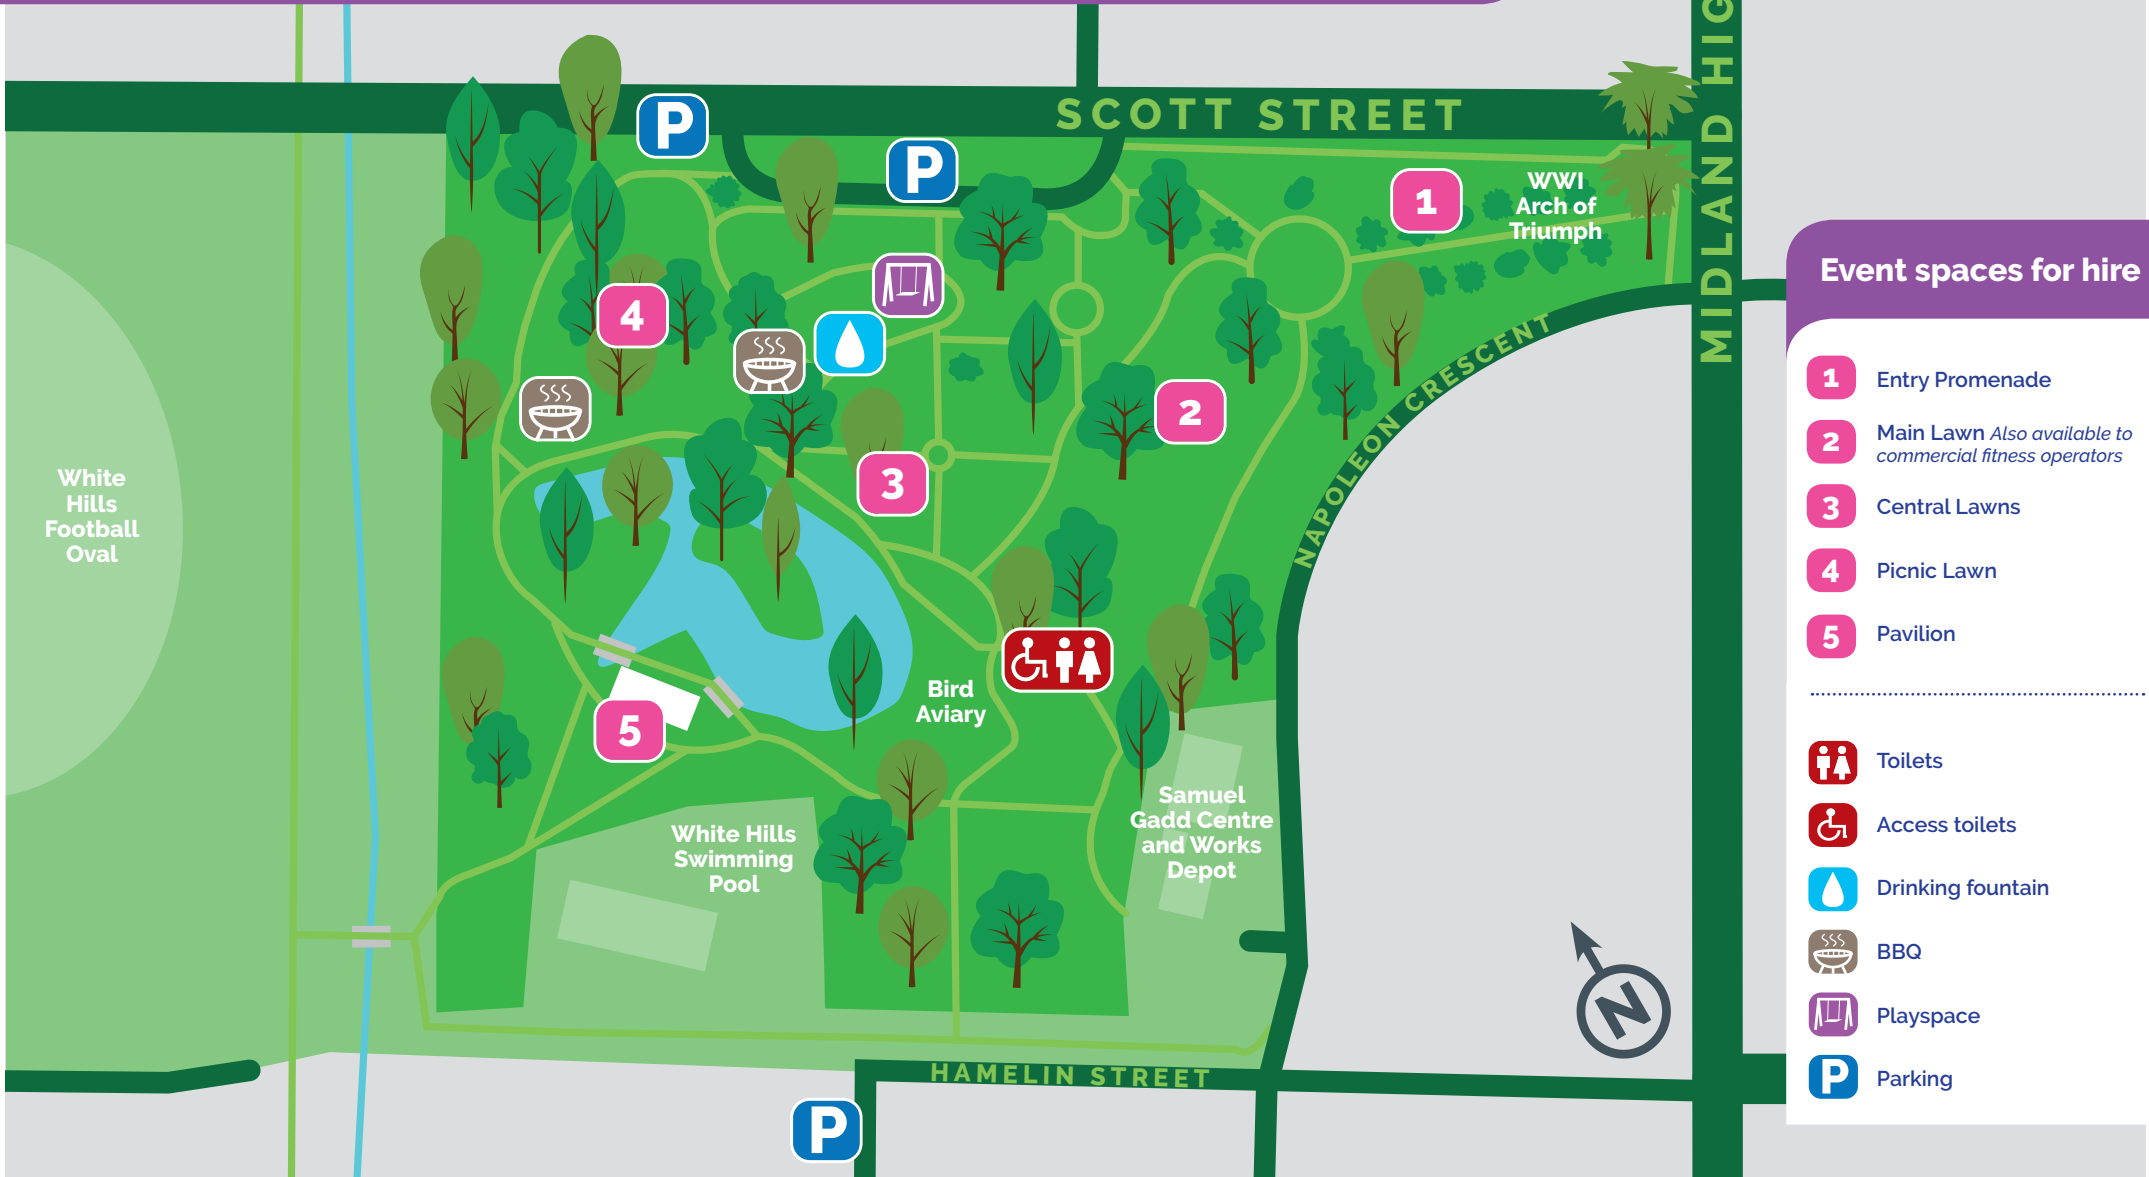 SCOTT STREET
MIDLAND HIG
P
P
1
WWI
Arch of
Triumph
4
2
3
NAPOLEON CRESCENT
White
Hills
Football
Oval
Bird
Aviary
5
Samuel
Gadd Centre
and Works
Depot
White Hills
Swimming
Pool
N
HAMELIN STREET
P
Event spaces for hire
1 Entry Promenade
2 Main Lawn Also available to
commercial fitness operators
3 Central Lawns
4 Picnic Lawn
5 Pavilion
Toilets
Access toilets
Drinking fountain
BBQ
Playspace
P Parking